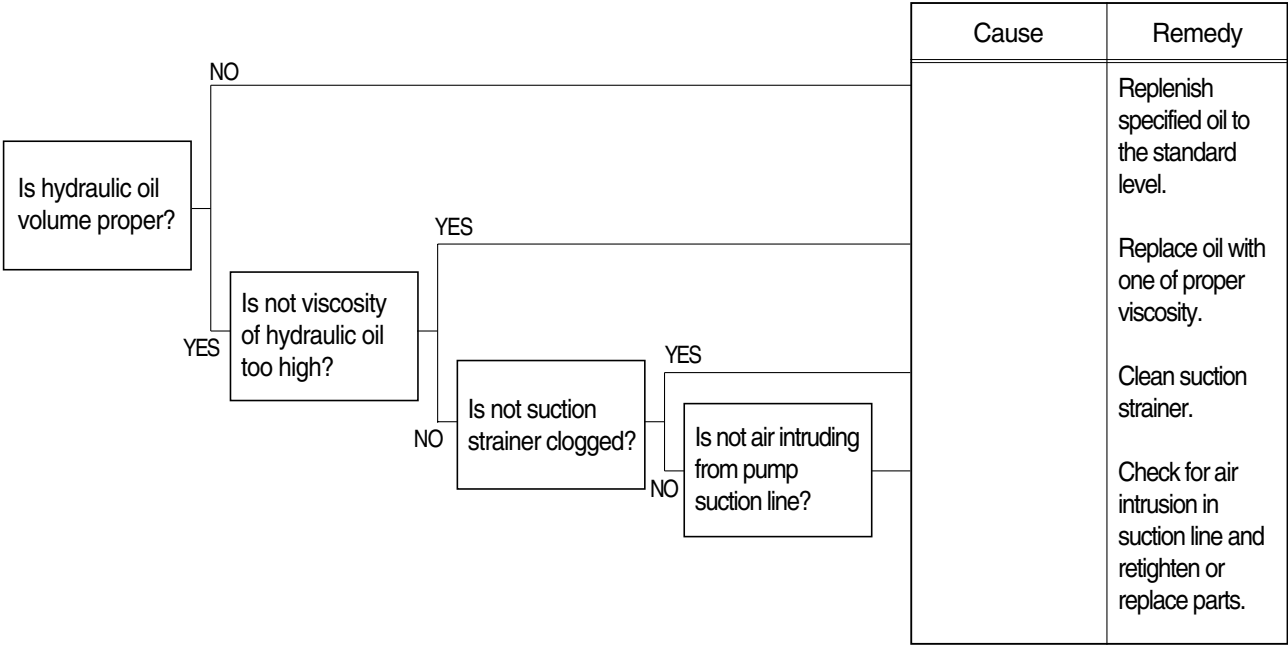 Cause
Remedy
NO
Replenish
specified oil to
the standard
level.
Is hydraulic oil
volume proper?
YES
Replace oil with
one of proper
viscosity.
YES
Is not viscosity
of hydraulic oil
too high?
YES
Clean suction
strainer.
NO
Is not suction
strainer clogged?
NO
Is not air intruding
from pump
suction line?
Check for air
intrusion in
suction line and
retighten or
replace parts.